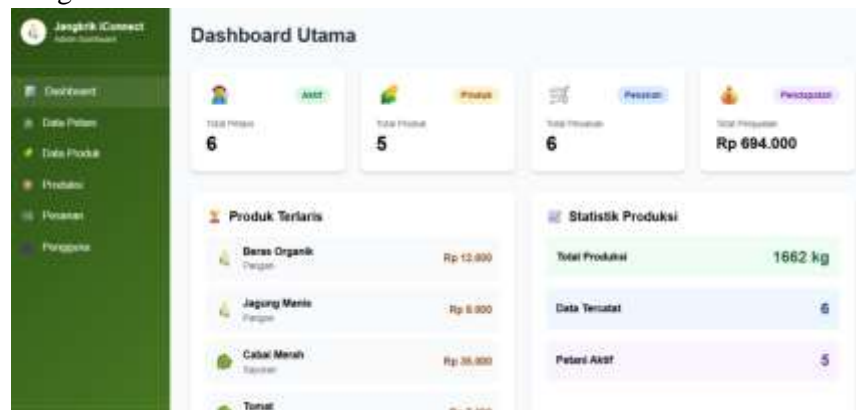 Jangkrik iConnect
Admin Dashboard
Dashboard
Data Petani
Data Produk
Produksi
Pesanan
Pengguna
Dashboard Utama
Aktif
Total Petani
6
Produk
Total Produk
5
Pesanan
Total Pesanan
6
Pendapatan
Total Penjualan
Rp 694.000
Produk Terlaris
Beras Organik
Pangan
Rp 12.000
Jagung Manis
Pangan
Rp 8.000
Cabai Merah
Sayuran
Rp 35.000
Tomat
Statistik Produksi
Total Produksi
1662 kg
Data Tercatat
6
Petani Aktif
5